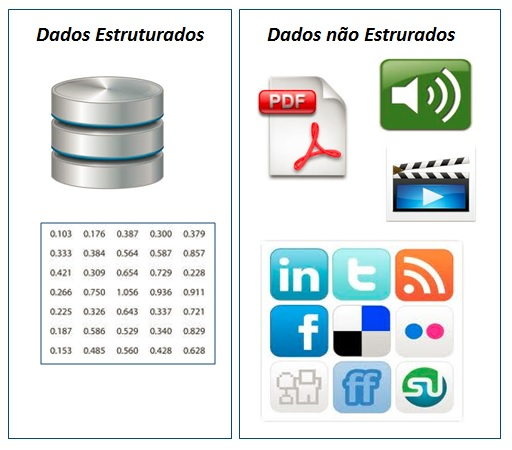 Dados Estruturados
0.103 0.176 0.387 0.300 0.379
0.333 0.384 0.564 0.587 0.857
0.421 0.309 0.654 0.729 0.228
0.266 0.750 1.056 0.936 0.911
0.225 0.326 0.643 0.337 0.721
0.187 0.586 0.529 0.340 0.829
0.153 0.485 0.560 0.428 0.628
Dados não Estrurados
PDF
in
t
f
ff
SU